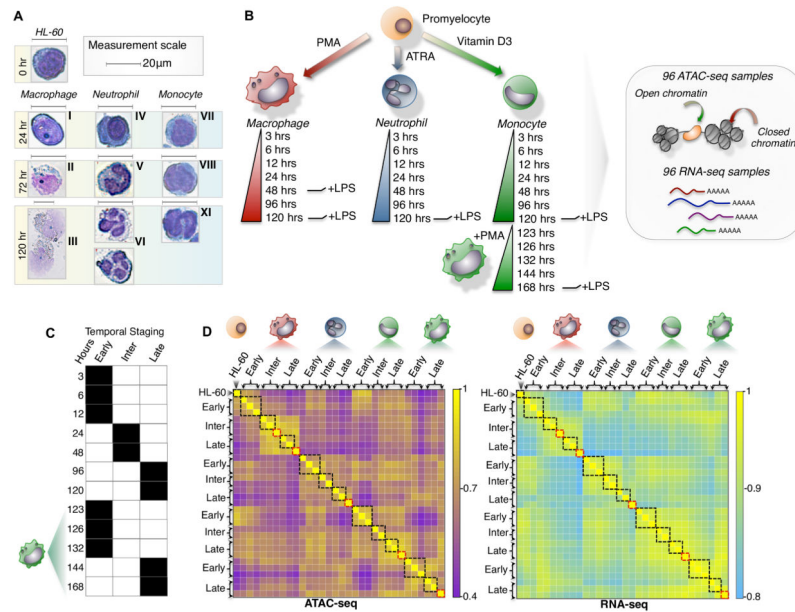 A
HL-60
0 hr
Measurement scale
20μm
Macrophage Neutrophil Monocyte
24 hr
I IV VII
72 hr
II V VIII
120 hr
III VI XI
B
Promyelocyte
PMA
ATRA
Vitamin D3
Macrophage
3 hrs
6 hrs
12 hrs
24 hrs
48 hrs +LPS
96 hrs
120 hrs +LPS
Neutrophil
3 hrs
6 hrs
12 hrs
24 hrs
48 hrs
96 hrs
120 hrs +LPS
Monocyte
3 hrs
6 hrs
12 hrs
24 hrs
48 hrs
96 hrs
120 hrs +LPS
+PMA
123 hrs
126 hrs
132 hrs
144 hrs
168 hrs +LPS
96 ATAC-seq samples
Open chromatin
Closed
chromatin
96 RNA-seq samples
AAAAA
AAAAA
AAAAA
AAAAA
C
Temporal Staging
Hours
Early
Inter
Late
3
6
12
24
48
96
120
123
126
132
144
168
D
HL-60 Early Inter Late Early Inter Late Early Inter Late Early Late
HL-60
Early
Inter
Late
Early
Inter
Late
Early
Inter
Late
Early
Late
1
0.7
0.4
ATAC-seq
HL-60 Early Inter Late Early Inter Late Early Inter Late Early Late
HL-60
Early
Inter
Late
Early
Inter
Late
Early
Inter
Late
Early
Late
1
0.9
0.8
RNA-seq